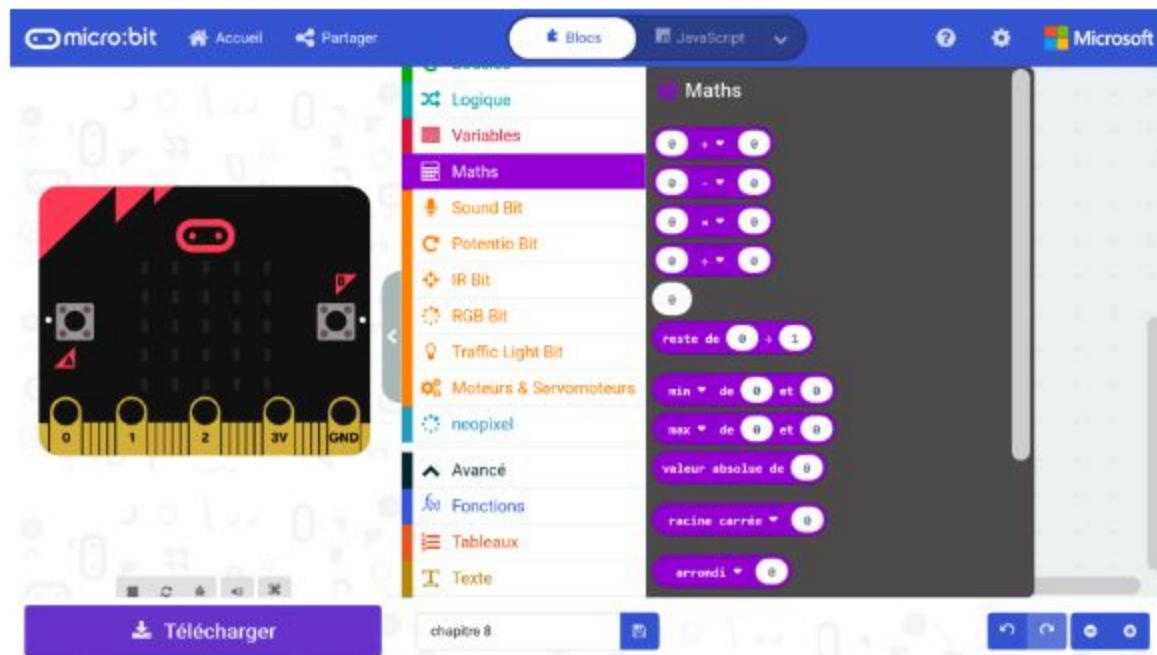 micro:bit Accueil Partager Blocs JavaScript Microsoft
Logique
Variables
Maths
Sound Bit
Potentio Bit
IR Bit
RGB Bit
Traffic Light Bit
Moteurs & Servomoteurs
neopixel
Avancé
f(x) Fonctions
Tableaux
Texte
Maths
0 + 0
0 - 0
0 × 0
0 ÷ 0
0
reste de 0 ÷ 1
min de 0 et 0
max de 0 et 0
valeur absolue de 0
racine carrée 0
arrondi 0
A
B
0 1 2 3V GND
Télécharger
chapitre 8